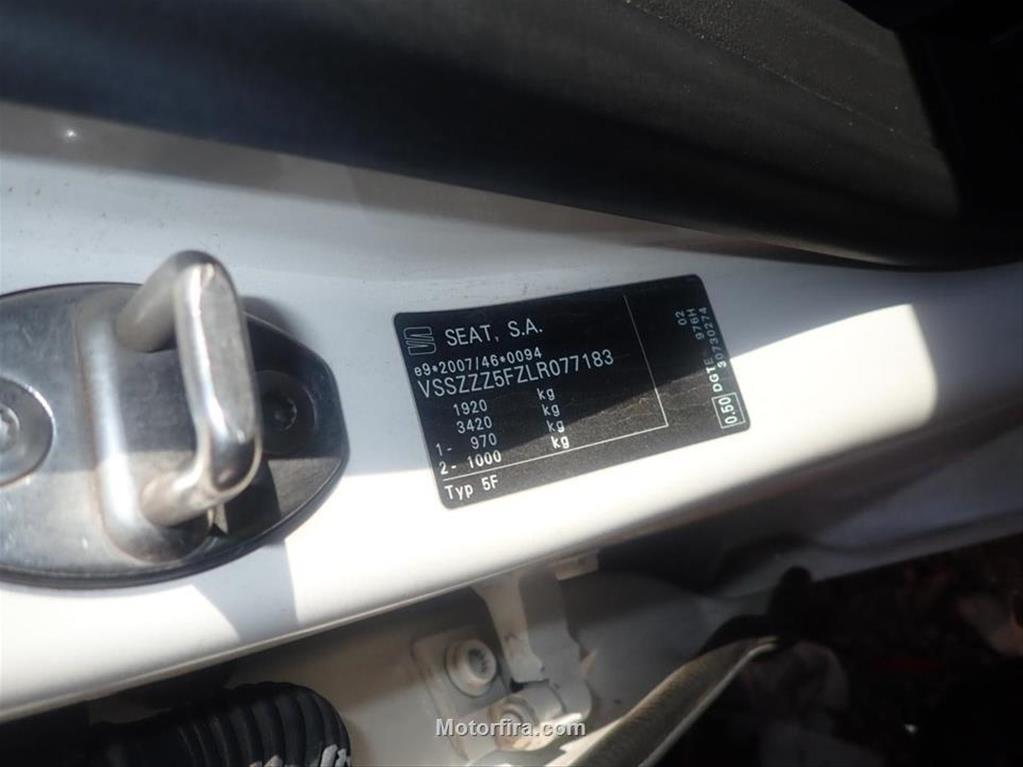 SEAT, S.A.
e9*2007/46*0094
VSSZZZ5FZLR077183
1920 kg
3420 kg
1- 970 kg
2- 1000 kg
Typ 5F
02
976H
DGTE 30730274
0.50
Motorfira.com